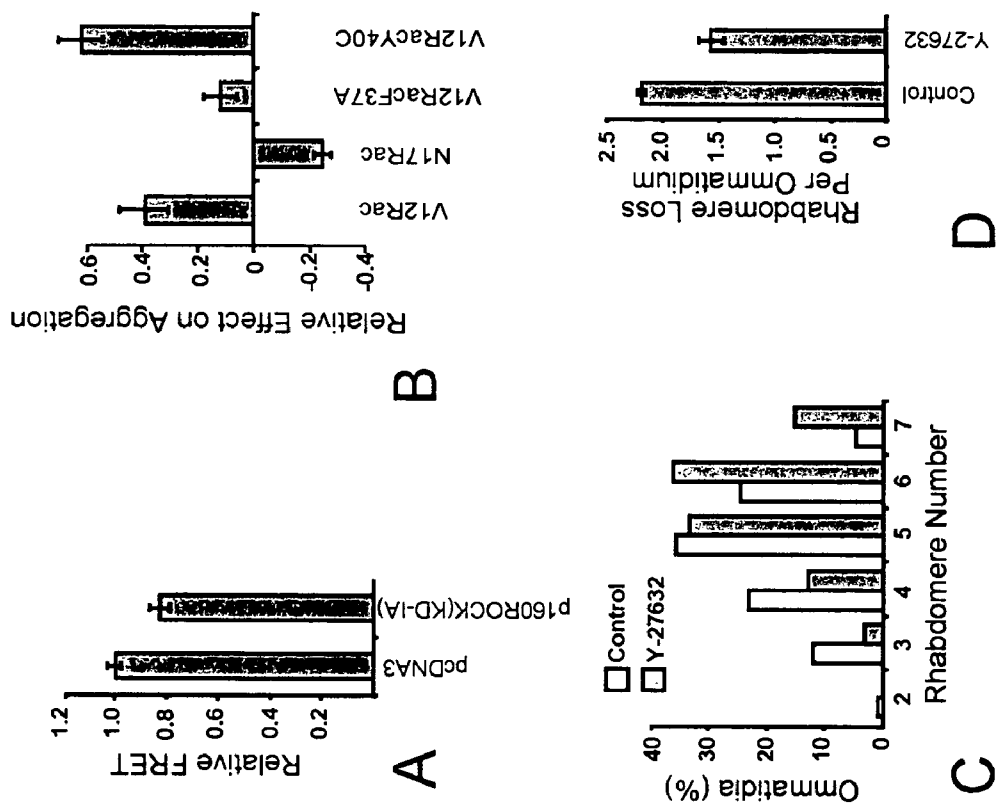 A
Relative FRET
1.2
1.0
0.8
0.6
0.4
0.2
pcDNA3
p160ROCK(KD-IA)
B
Relative Effect on Aggregation
0.6
0.4
0.2
0
-0.2
-0.4
V12Rac
N17Rac
V12RacF37A
V12RacY40C
C
Ommatidia (%)
40
30
20
10
0
Control
Y-27632
2 3 4 5 6 7
Rhabdomere Number
D
Rhabdomere Loss
Per Ommatidium
2.5
2.0
1.5
1.0
0.5
0
Control
Y-27632